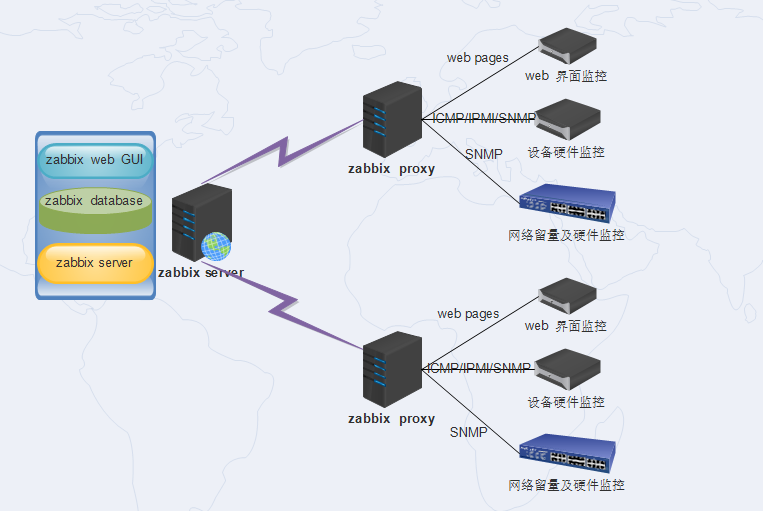 zabbix web GUI
zabbix database
zabbix server
zabbix server
zabbix proxy
web pages
web 界面监控
ICMP/IPMI/SNMP
设备硬件监控
SNMP
网络留量及硬件监控
zabbix proxy
web pages
web 界面监控
ICMP/IPMI/SNMP
设备硬件监控
SNMP
网络留量及硬件监控